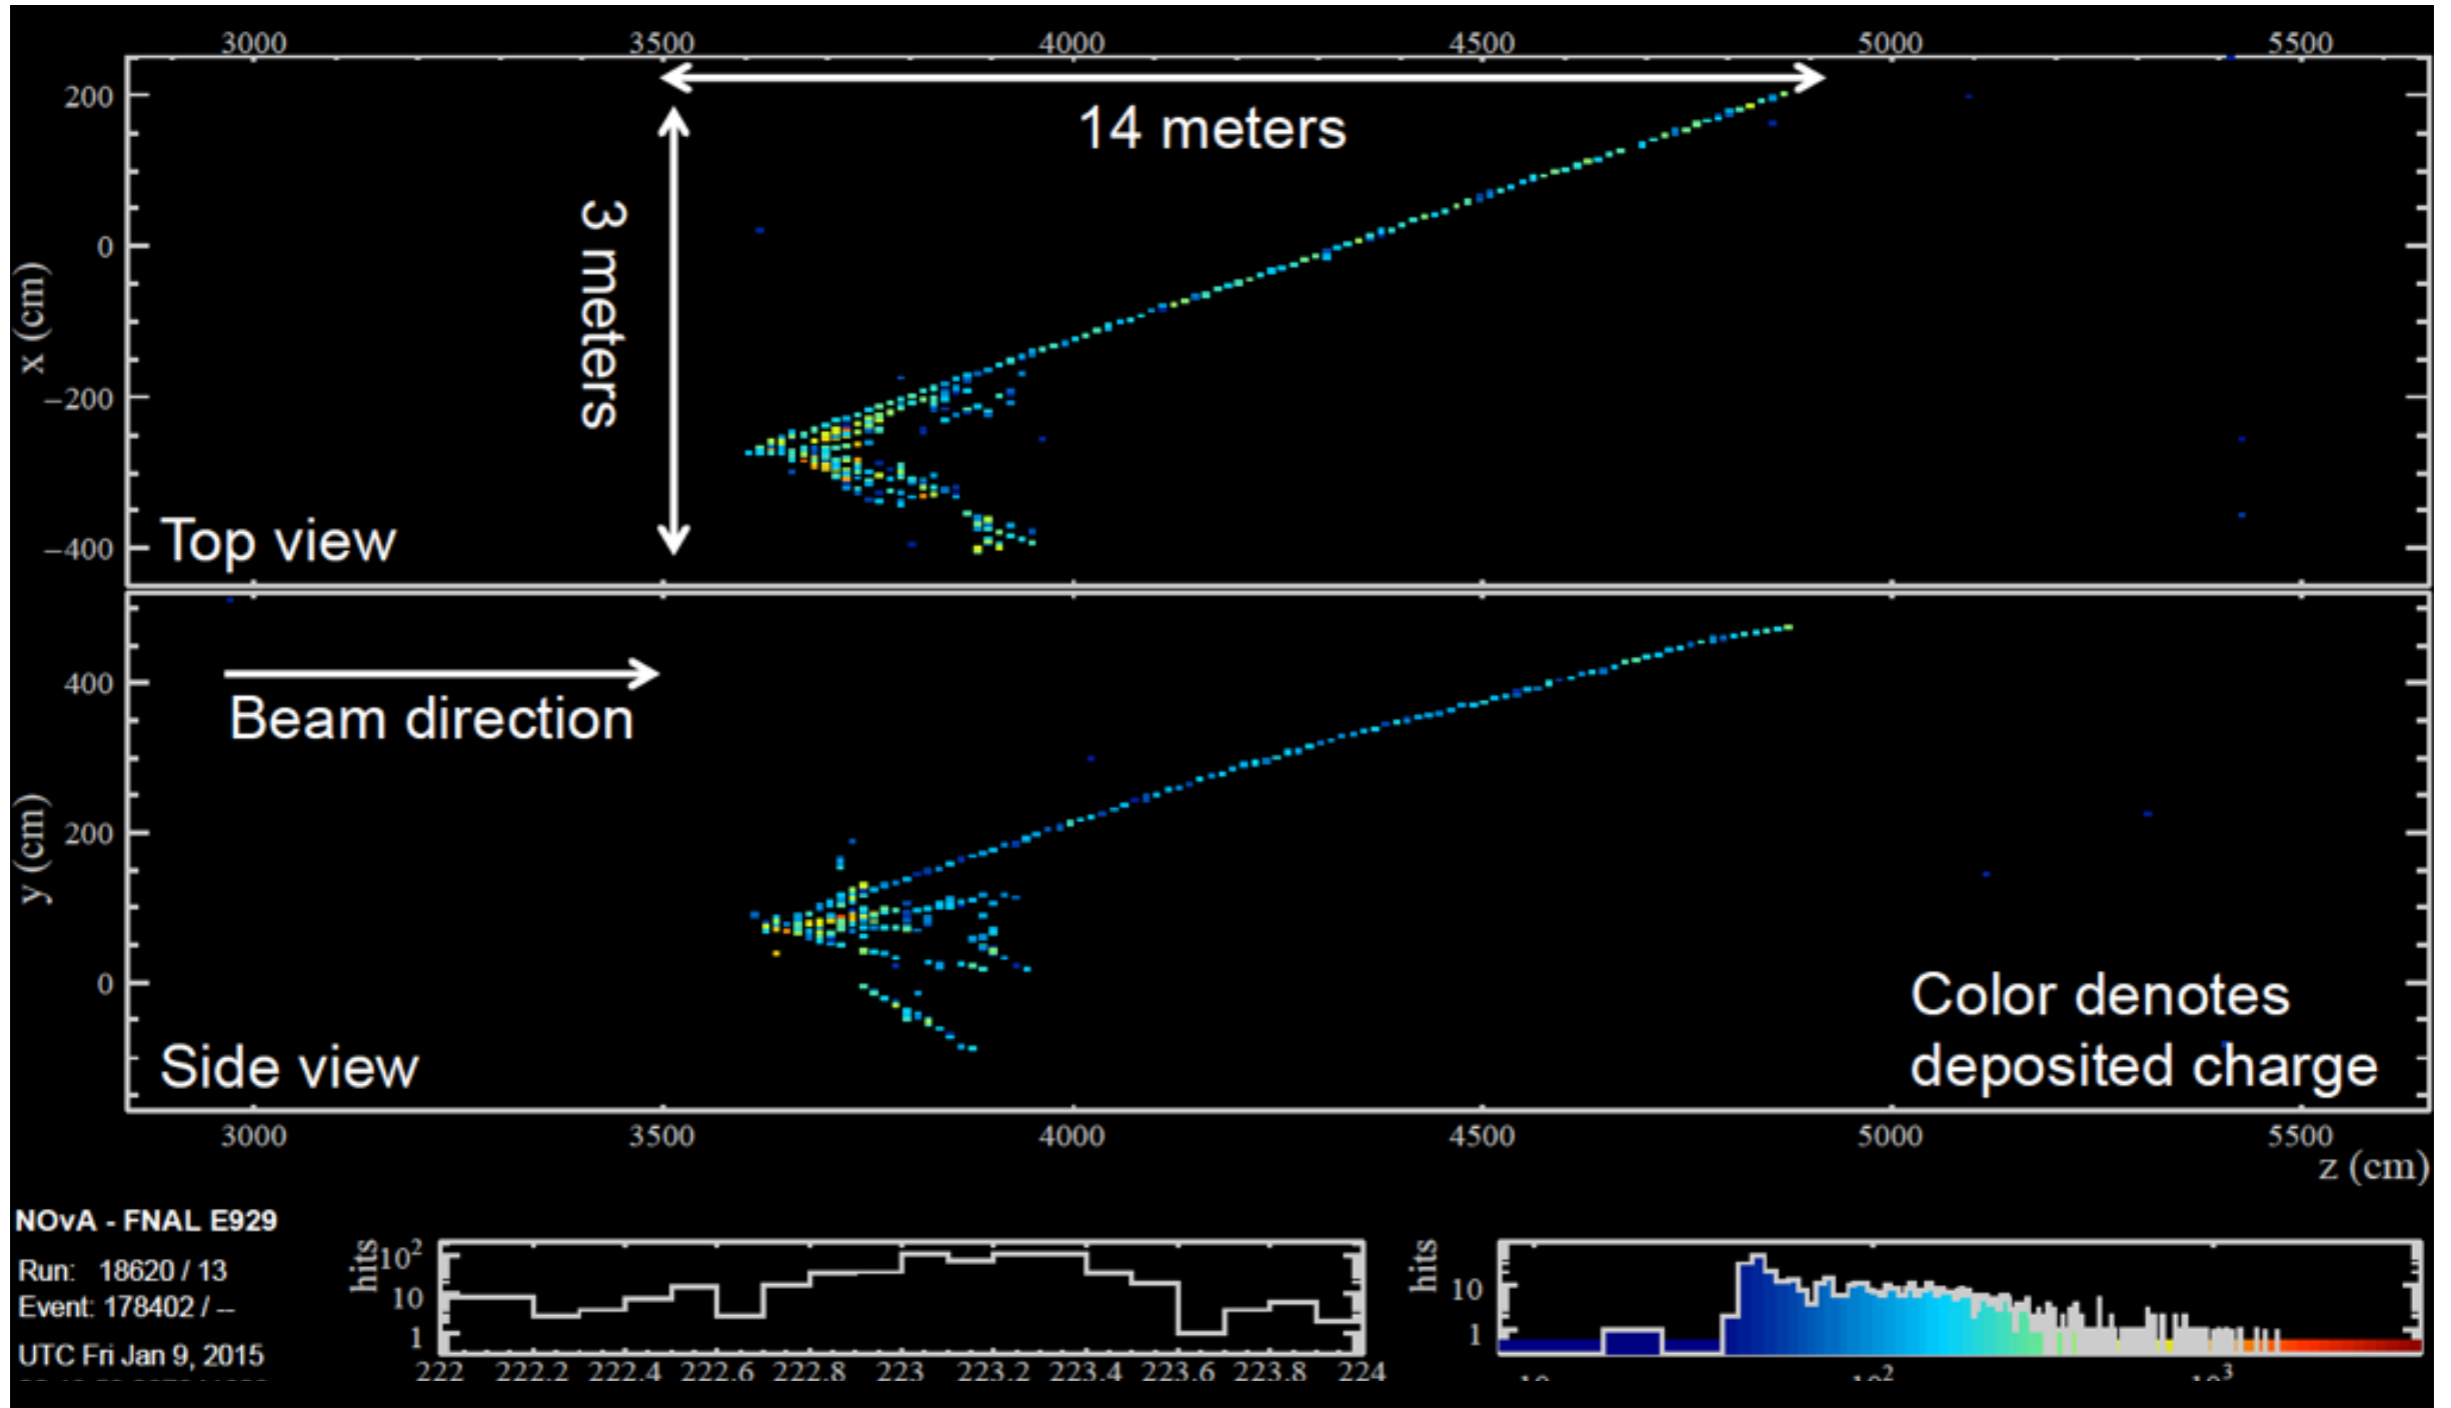 3000 3500 4000 4500 5000 5500
200
0
−200
−400
x (cm)
14 meters
3 meters
Top view
400
200
0
y (cm)
Beam direction
Side view
Color denotes
deposited charge
3000 3500 4000 4500 5000 5500
z (cm)
NOvA - FNAL E929
Run: 18620 / 13
Event: 178402 / --
UTC Fri Jan 9, 2015
hits
10²
10
1
222 222.2 222.4 222.6 222.8 223 223.2 223.4 223.6 223.8 224
hits
10
1
10 10² 10³